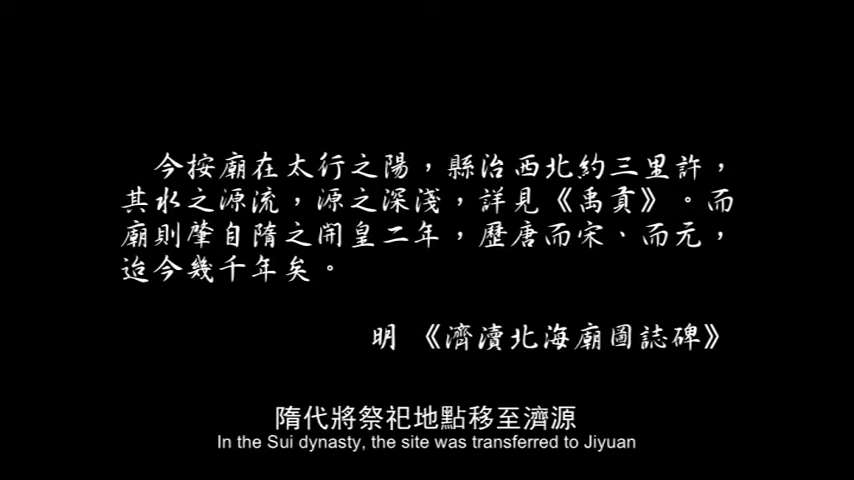 今按廟在太行之陽，縣治西北約三里許，
其水之源流，源之深淺，詳見《禹貢》。而
廟則肇自隋之開皇二年，歷唐而宋、而元，
迨今幾千年矣。
明 《濟瀆北海廟圖誌碑》
隋代將祭祀地點移至濟源
In the Sui dynasty, the site was transferred to Jiyuan